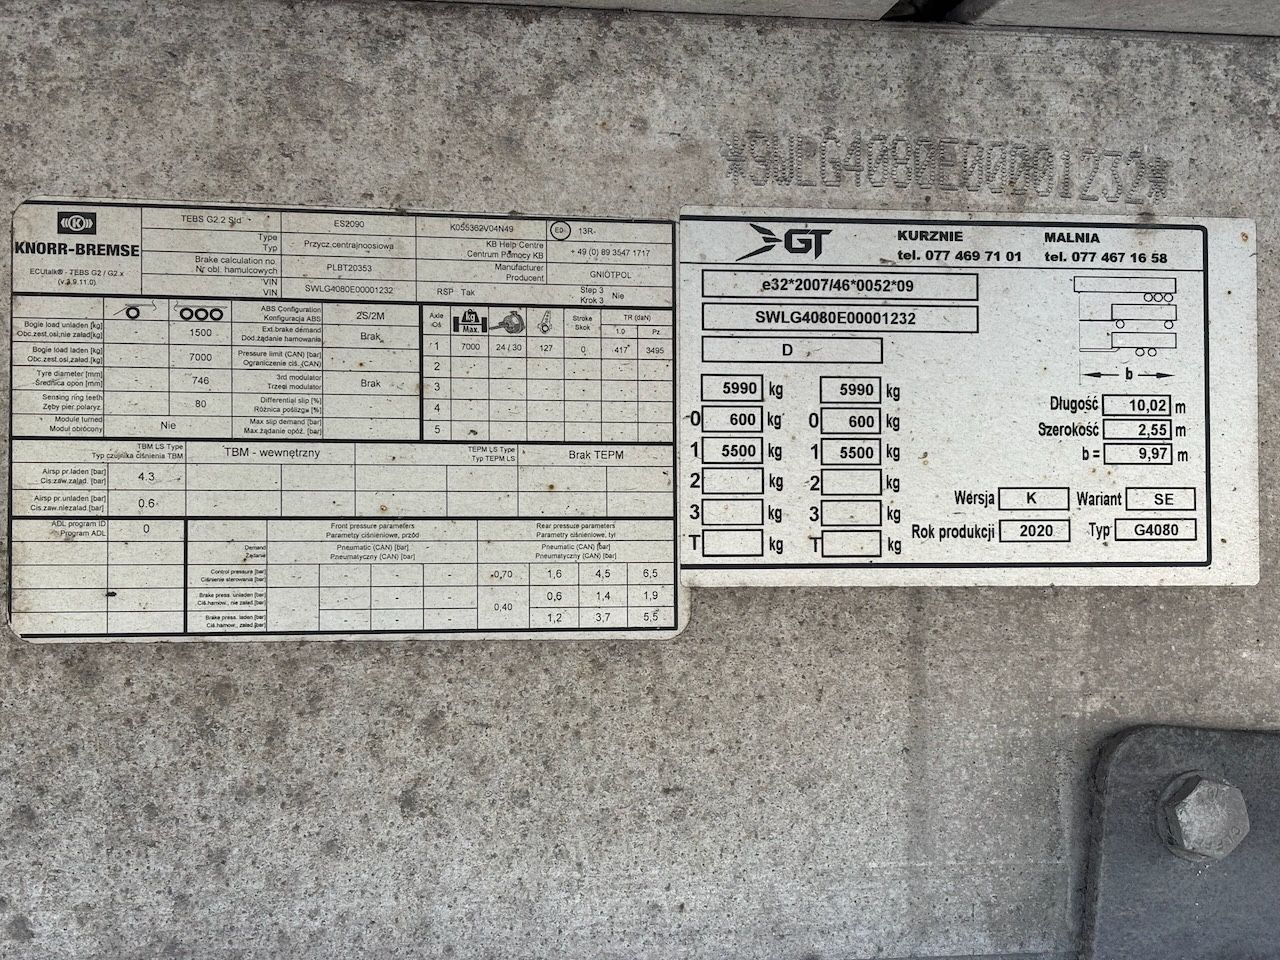 *SWLG4080E00001232*
KNORR-BREMSE
ECUtalk® - TEBS G2 / G2.x
(v.3.9.11.0)
TEBS G2.2 Std ES2090 K055362V04N49 13R-
Type
Typ Przycz.centralnoosiowa KB Help Centre
Centrum Pomocy KB + 49 (0) 89 3547 1717
Brake calculation no.
Nr obl. hamulcowych PLBT20353 Manufacturer
Producent GNIOTPOL
VIN
VIN SWLG4080E00001232 RSP Tak Step 3
Krok 3 Nie
Bogie load unladen [kg]
Obc.zest.osi,nie załad.[kg] - 1500
Bogie load laden [kg]
Obc.zest.osi,załad.[kg] - 7000
Tyre diameter [mm]
Średnica opon [mm] - 746
Sensing ring teeth
Zęby pier polaryz. - 80
Module turned
Moduł obrócony Nie
ABS Configuration
Konfiguracja ABS 2S/2M
Ext.brake demand
Dod.żądanie hamowania Brak
Pressure limit (CAN) [bar]
Ograniczenie ciś. (CAN)
3rd modulator
Trzeci modulator Brak
Differential slip [%]
Różnica poślizgu [%]
Max slip demand [bar]
Max.żądanie opóź. [bar]
Axle
Oś Max. kg Stroke
Skok TR (daN)
1.0 Pz.
1 7000 24 / 30 127 0 417 3495
2 - - - - - -
3 - - - - - -
4 - - - - - -
5 - - - - - -
TBM LS Type
Typ czujnika ciśnienia TBM TBM - wewnętrzny TEPM LS Type
Typ TEPM LS Brak TEPM
Airsp pr.laden [bar]
Cis.zaw.zalad. [bar] 4.3
Airsp pr.unladen [bar]
Cis.zaw.niezalad. [bar] 0.6
ADL program ID
Program ADL 0
Front pressure parameters
Parametry ciśnieniowe, przód
Rear pressure parameters
Parametry ciśnieniowe, tył
Demand
Żądanie Pneumatic (CAN) [bar]
Pneumatyczny (CAN) [bar] Pneumatic (CAN) [bar]
Pneumatyczny (CAN) [bar]
Control pressure [bar]
Ciśnienie sterowania [bar] - - - 0,70 1,6 4,5 6,5
Brake press. unladen [bar]
Ciś.hamow., nie załad. [bar] - - - 0,40 0,6 1,4 1,9
Brake press. laden [bar]
Ciś.hamow., załad. [bar] - - - 1,2 3,7 5,5
GT KURZNIE MALNIA
tel. 077 469 71 01 tel. 077 467 16 58
e32*2007/46*0052*09
SWLG4080E00001232
D
5990 kg 5990 kg
0 600 kg 0 600 kg
1 5500 kg 1 5500 kg
2 kg 2 kg
3 kg 3 - kg
T kg T kg
b
Długość 10,02 m
Szerokość 2,55 m
b = 9,97 m
Wersja K Wariant SE
Rok produkcji 2020 Typ G4080